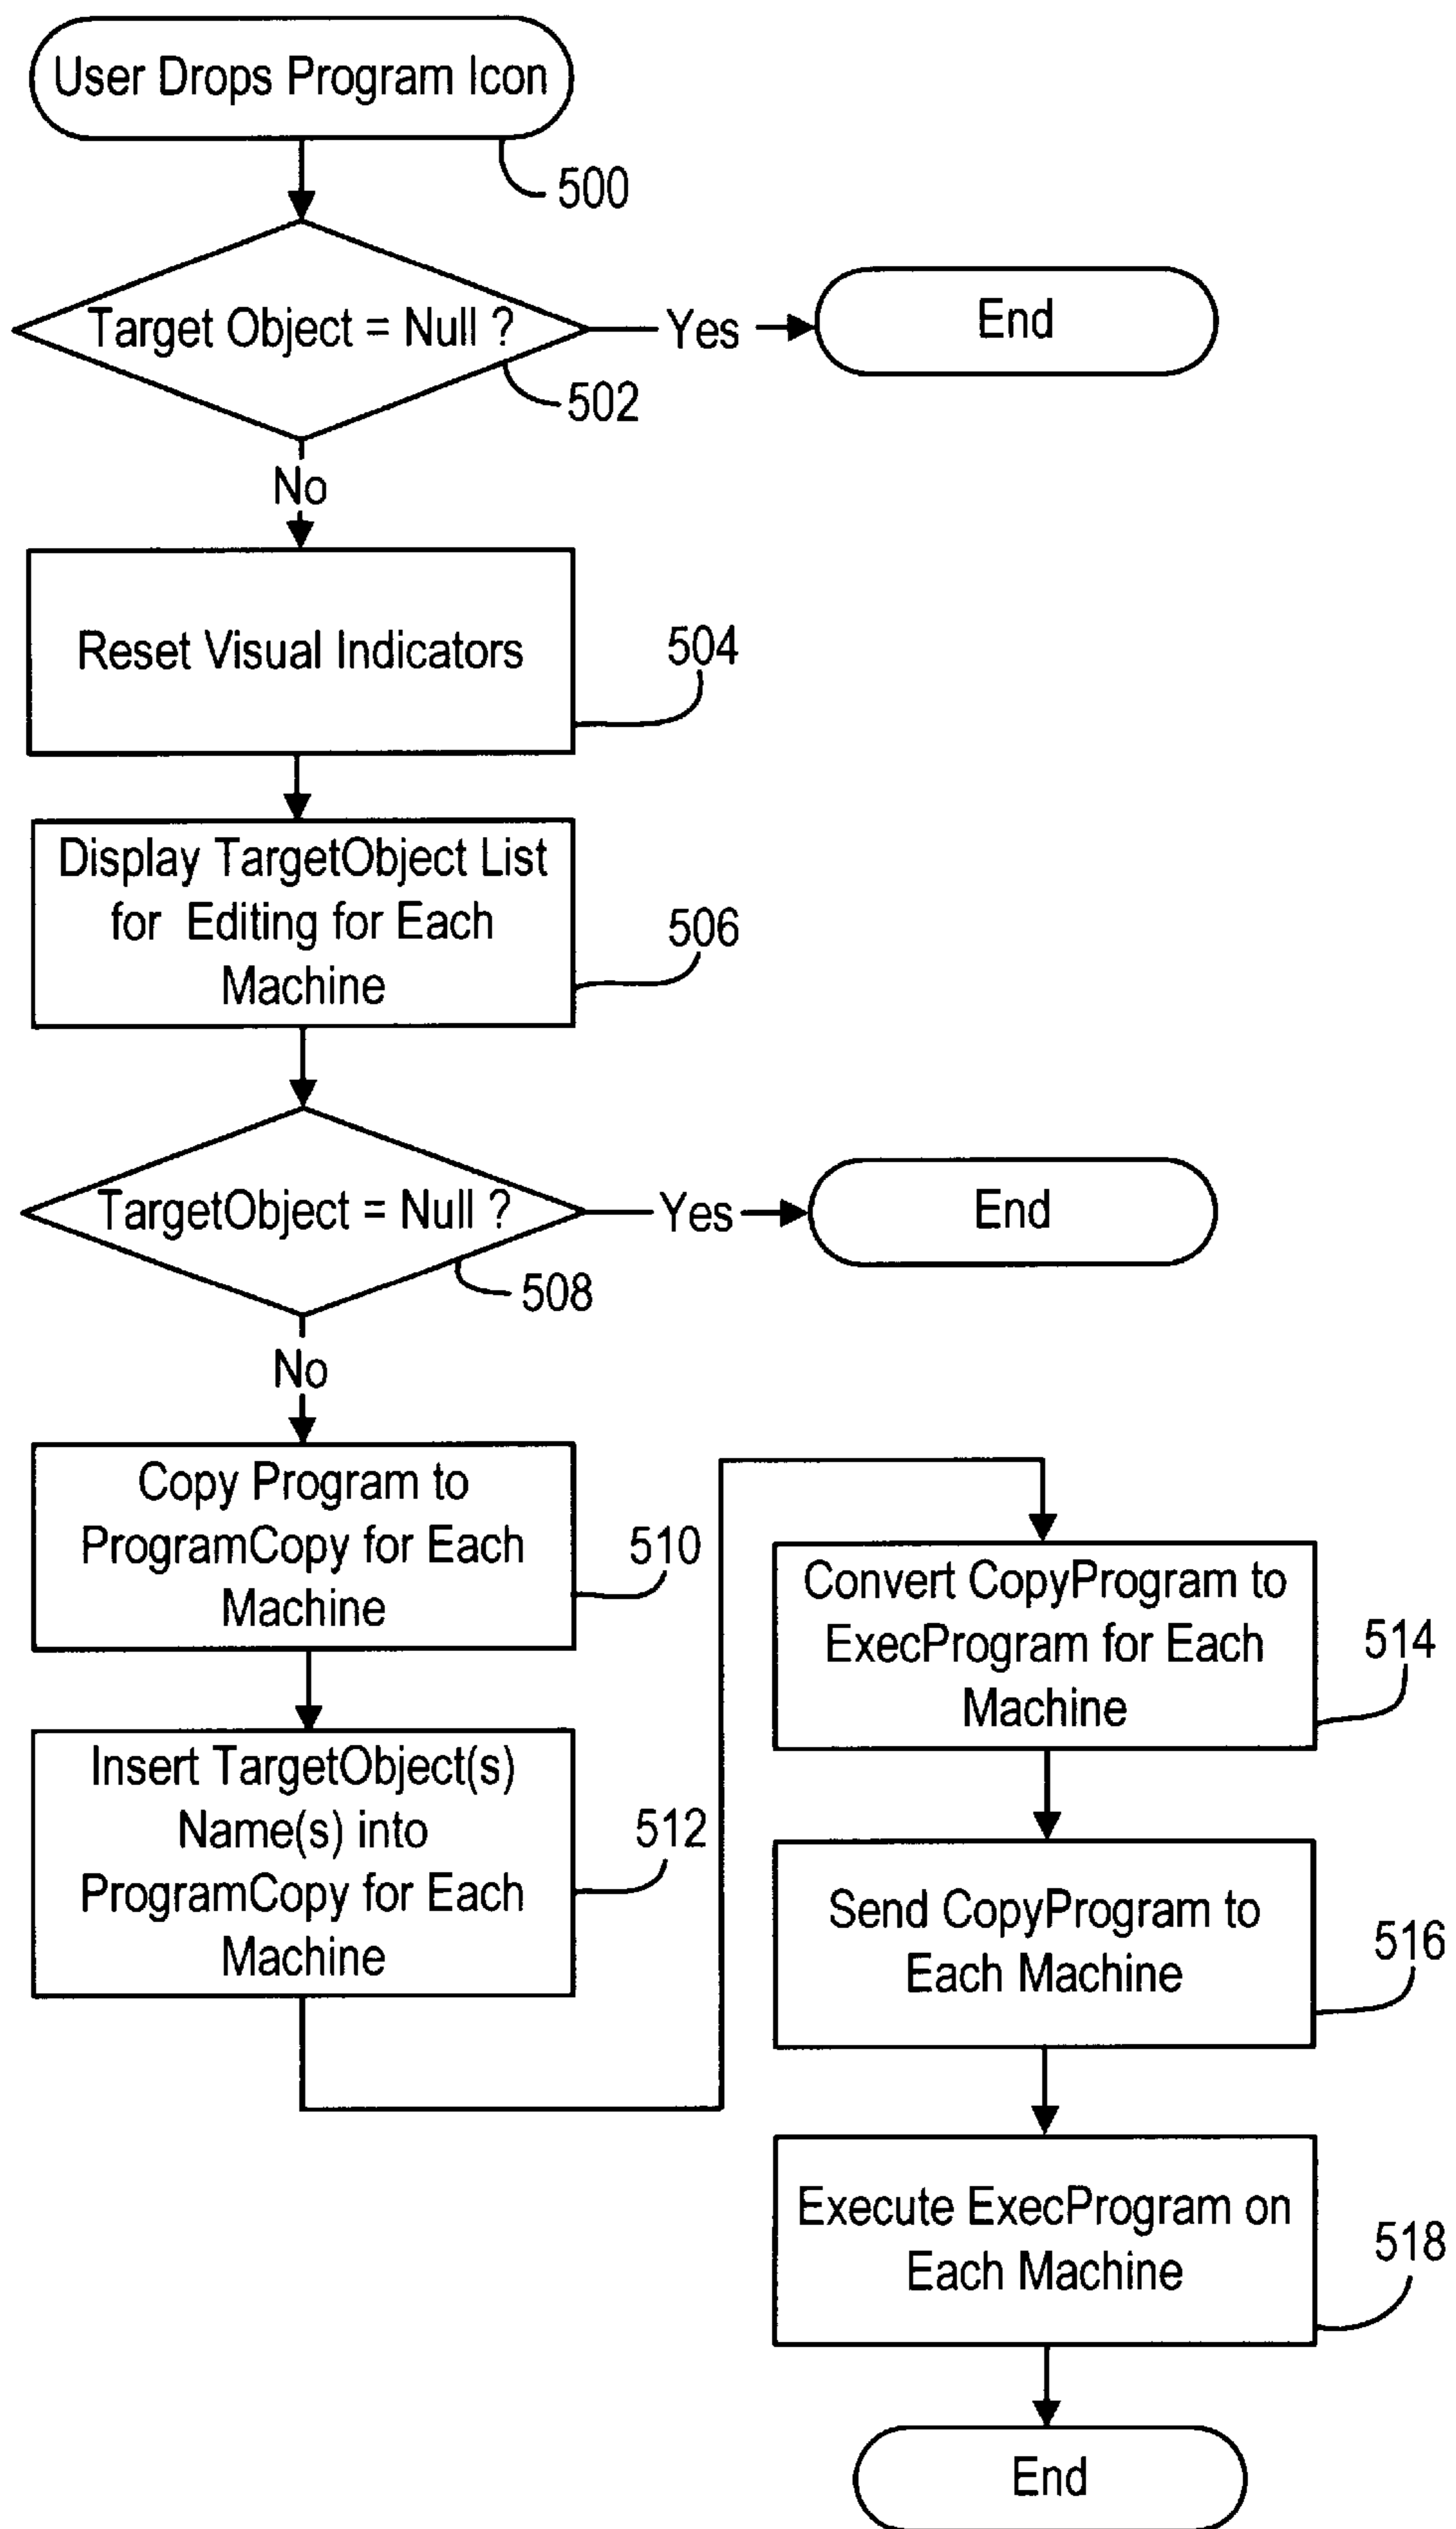 User Drops Program Icon
500
Target Object = Null ?
Yes
End
502
No
Reset Visual Indicators
504
Display TargetObject List
for Editing for Each
Machine
506
TargetObject = Null ?
Yes
End
508
No
Copy Program to
ProgramCopy for Each
Machine
510
Insert TargetObject(s)
Name(s) into
ProgramCopy for Each
Machine
512
Convert CopyProgram to
ExecProgram for Each
Machine
514
Send CopyProgram to
Each Machine
516
Execute ExecProgram on
Each Machine
518
End